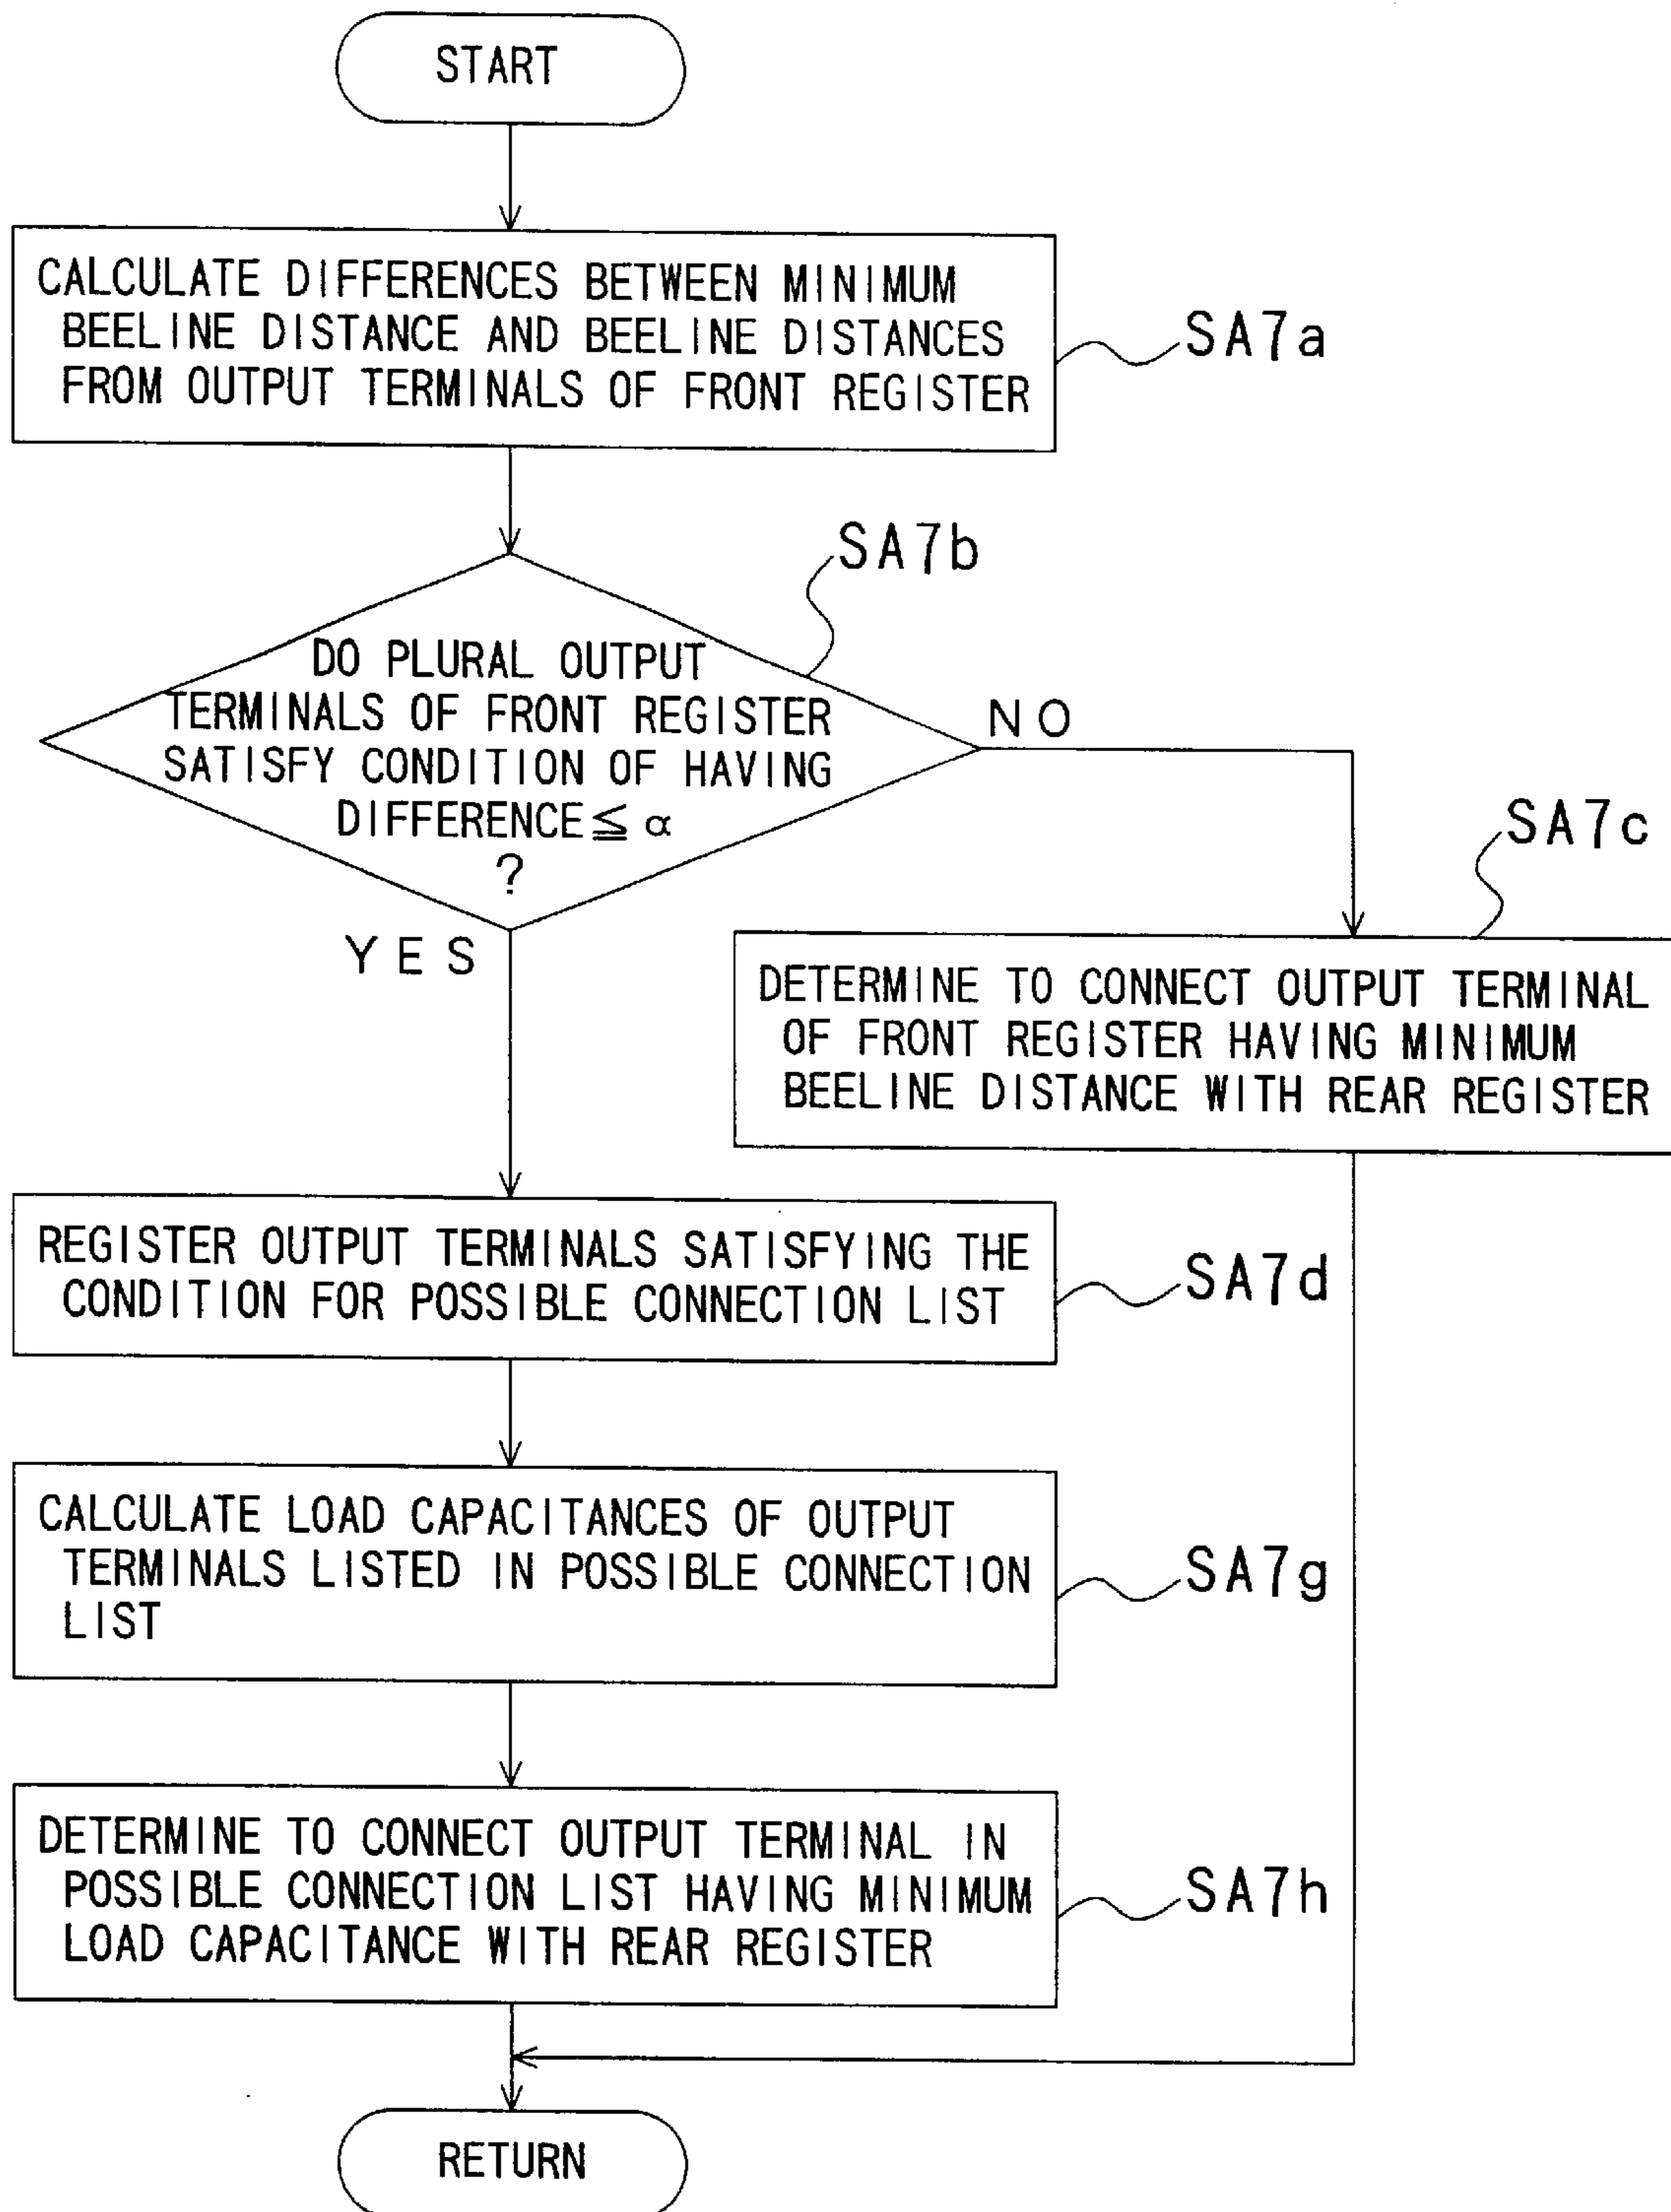 START
CALCULATE DIFFERENCES BETWEEN MINIMUM
BEELINE DISTANCE AND BEELINE DISTANCES
FROM OUTPUT TERMINALS OF FRONT REGISTER
SA7a
SA7b
DO PLURAL OUTPUT
TERMINALS OF FRONT REGISTER
SATISFY CONDITION OF HAVING
DIFFERENCE≦α
?
NO
YES
SA7c
DETERMINE TO CONNECT OUTPUT TERMINAL
OF FRONT REGISTER HAVING MINIMUM
BEELINE DISTANCE WITH REAR REGISTER
REGISTER OUTPUT TERMINALS SATISFYING THE
CONDITION FOR POSSIBLE CONNECTION LIST
SA7d
CALCULATE LOAD CAPACITANCES OF OUTPUT
TERMINALS LISTED IN POSSIBLE CONNECTION
LIST
SA7g
DETERMINE TO CONNECT OUTPUT TERMINAL IN
POSSIBLE CONNECTION LIST HAVING MINIMUM
LOAD CAPACITANCE WITH REAR REGISTER
SA7h
RETURN